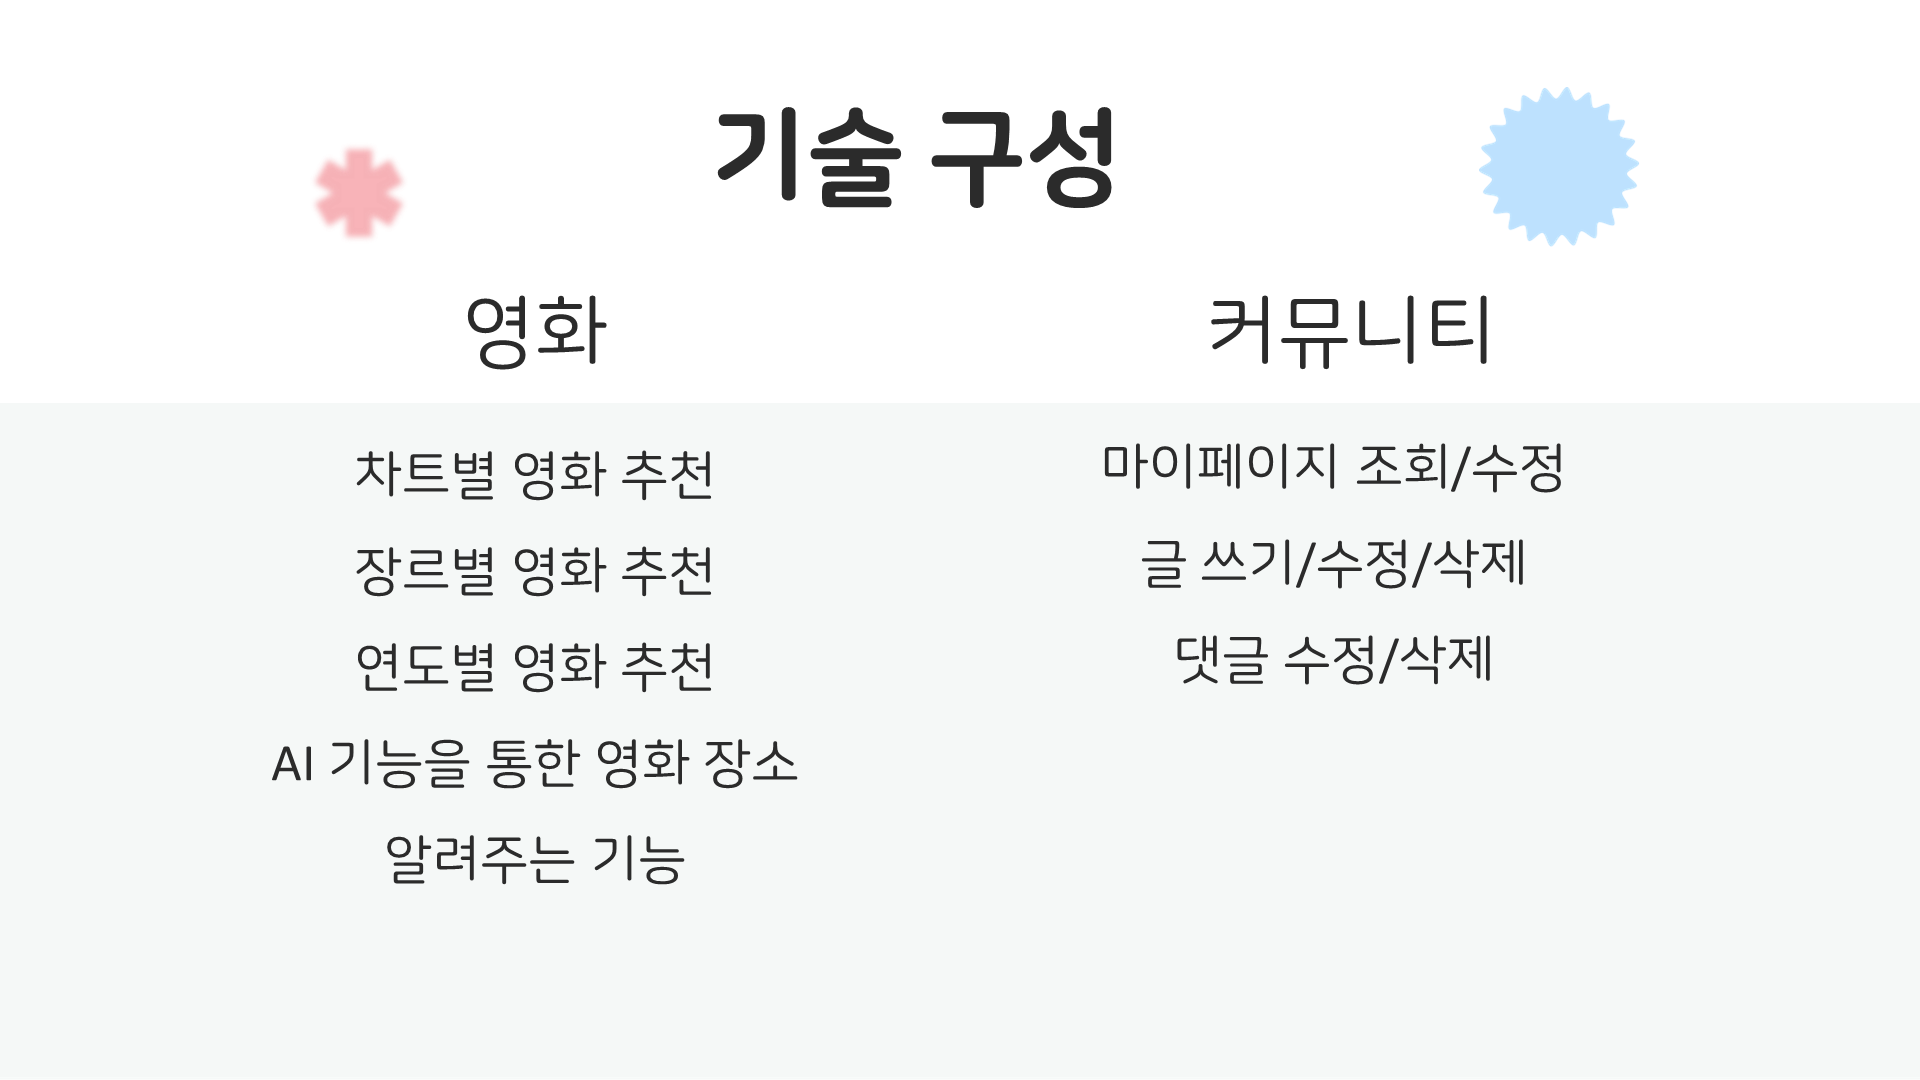 기술 구성
영화
차트별 영화 추천
장르별 영화 추천
연도별 영화 추천
AI 기능을 통한 영화 장소
알려주는 기능
커뮤니티
마이페이지 조회/수정
글 쓰기/수정/삭제
댓글 수정/삭제